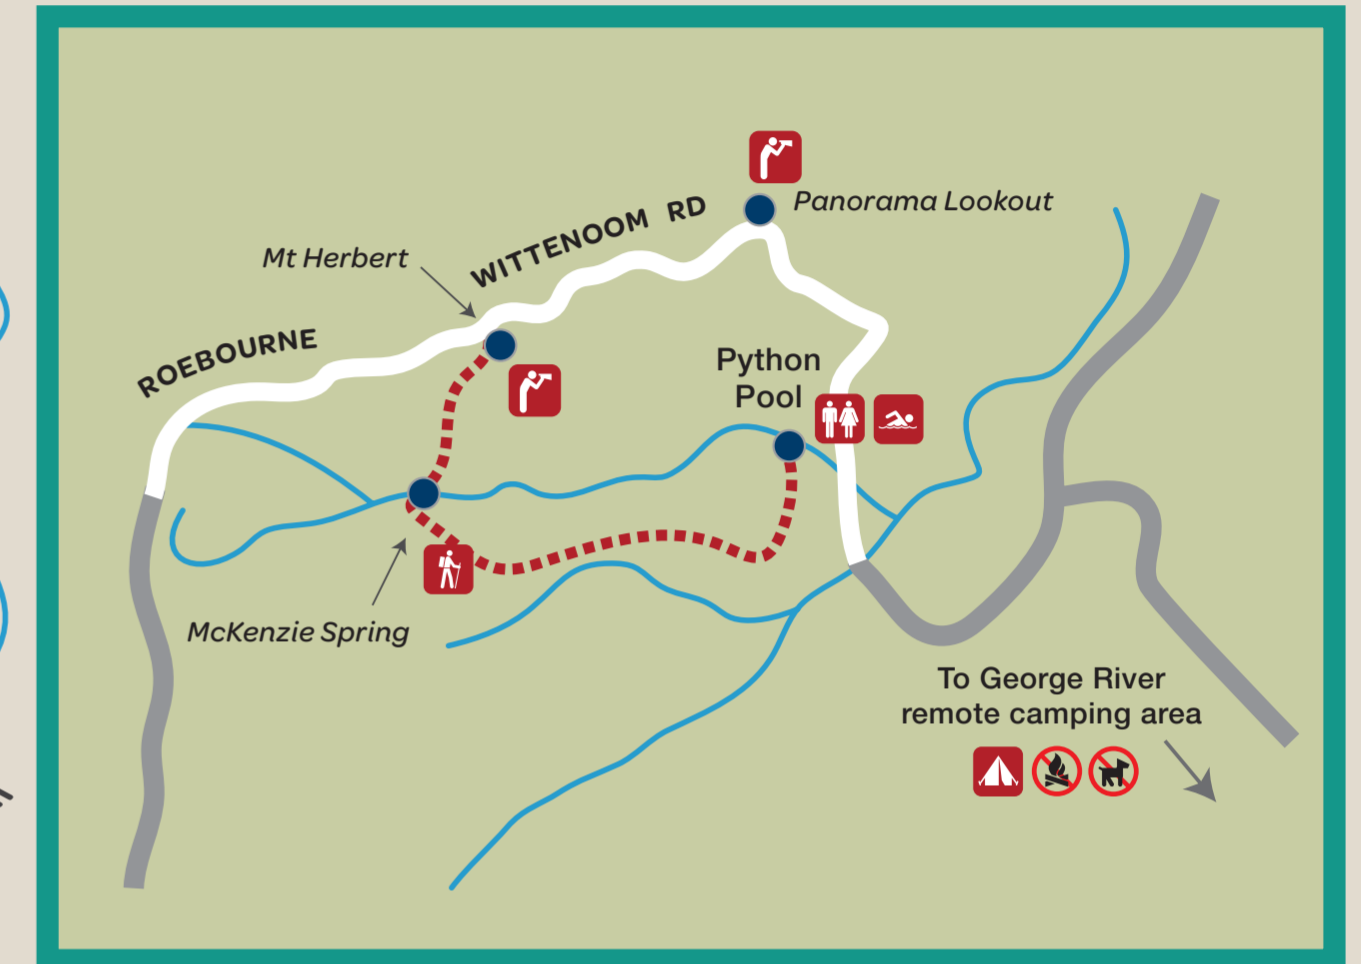 Panorama Lookout
WITTENOOM RD
Mt Herbert
ROEBOURNE
Python
Pool
McKenzie Spring
To George River
remote camping area